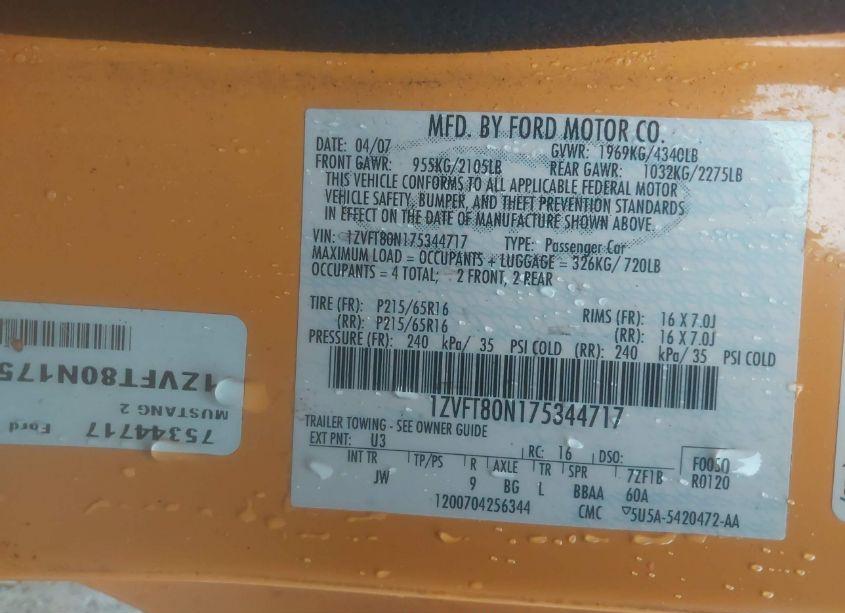 MFD. BY FORD MOTOR CO.
DATE: 04/07 GVWR: 1969KG/4340LB
FRONT GAWR: 955KG/2105LB REAR GAWR: 1032KG/2275LB
THIS VEHICLE CONFORMS TO ALL APPLICABLE FEDERAL MOTOR
VEHICLE SAFETY, BUMPER, AND THEFT PREVENTION STANDARDS
IN EFFECT ON THE DATE OF MANUFACTURE SHOWN ABOVE.
VIN: 1ZVFT80N175344717 TYPE: Passenger Car
MAXIMUM LOAD = OCCUPANTS + LUGGAGE = 326KG/ 720LB
OCCUPANTS = 4 TOTAL; 2 FRONT, 2 REAR
TIRE (FR): P215/65R16 RIMS (FR): 16 X 7.0J
(RR): P215/65R16 (RR): 16 X 7.0J
PRESSURE (FR): 240 kPa/ 35 PSI COLD (RR): 240 kPa/ 35 PSI COLD
1ZVFT80N175344717
TRAILER TOWING - SEE OWNER GUIDE
EXT PNT: U3 RC: 16 DSO: F0050
INT TR TP/PS R AXLE TR SPR 7ZF1B R0120
JW 9 BG L BBAA 60A
1200704256344 CMC ▽5U5A-5420472-AA
1ZVFT80N175
MUSTANG 2
75344717 Ford